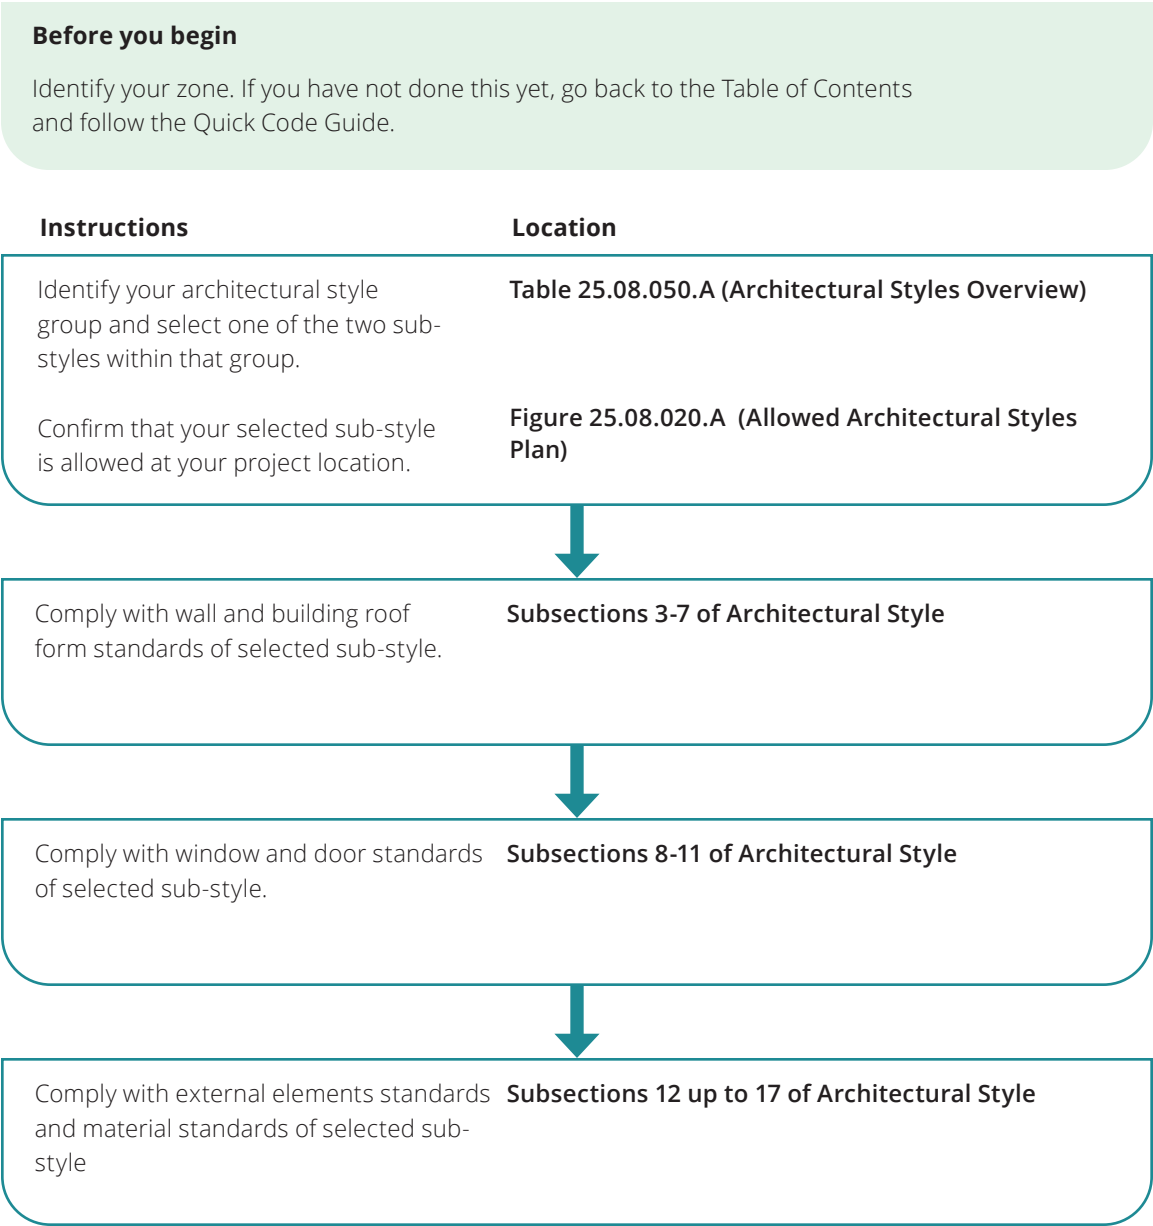 Before you begin
Identify your zone. If you have not done this yet, go back to the Table of Contents
and follow the Quick Code Guide.
Instructions
Location
Identify your architectural style
group and select one of the two sub-
styles within that group.
Table 25.08.050.A (Architectural Styles Overview)
Confirm that your selected sub-style
is allowed at your project location.
Figure 25.08.020.A  (Allowed Architectural Styles
Plan)
Comply with wall and building roof
form standards of selected sub-style.
Subsections 3-7 of Architectural Style
Comply with window and door standards
of selected sub-style.
Subsections 8-11 of Architectural Style
Comply with external elements standards
and material standards of selected sub-
style
Subsections 12 up to 17 of Architectural Style